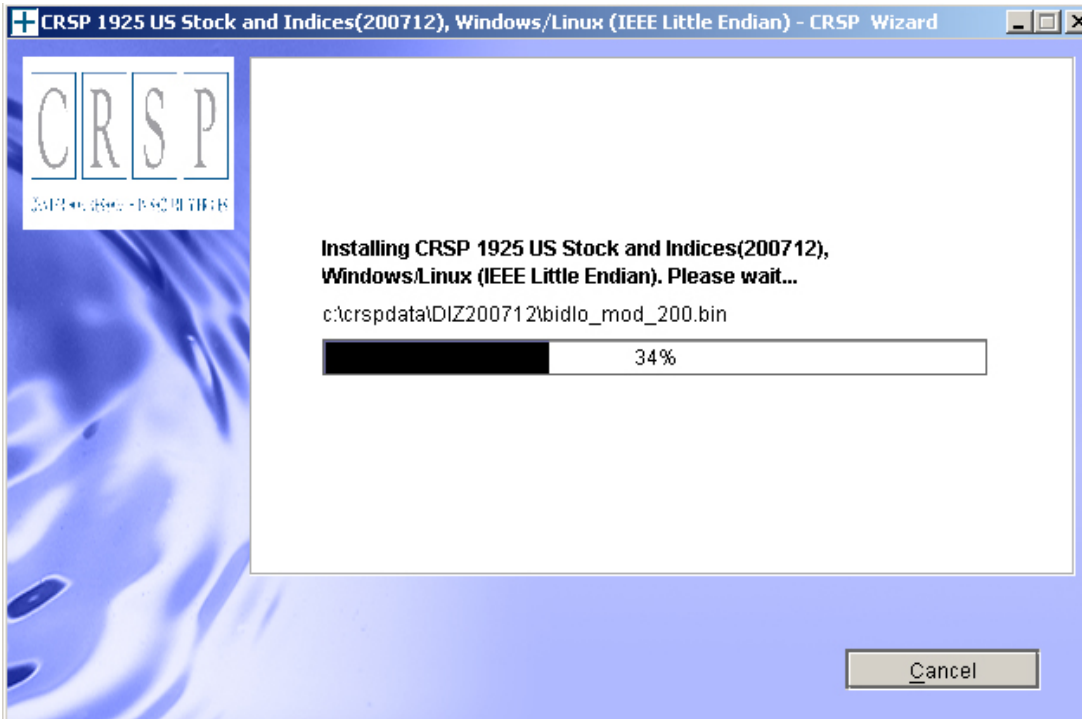 CRSP 1925 US Stock and Indices(200712), Windows/Linux (IEEE Little Endian) - CRSP Wizard
CRSP
Installing CRSP 1925 US Stock and Indices(200712),
Windows/Linux (IEEE Little Endian). Please wait...
c:\crspdata\DIZ200712\bidlo_mod_200.bin
34%
Cancel